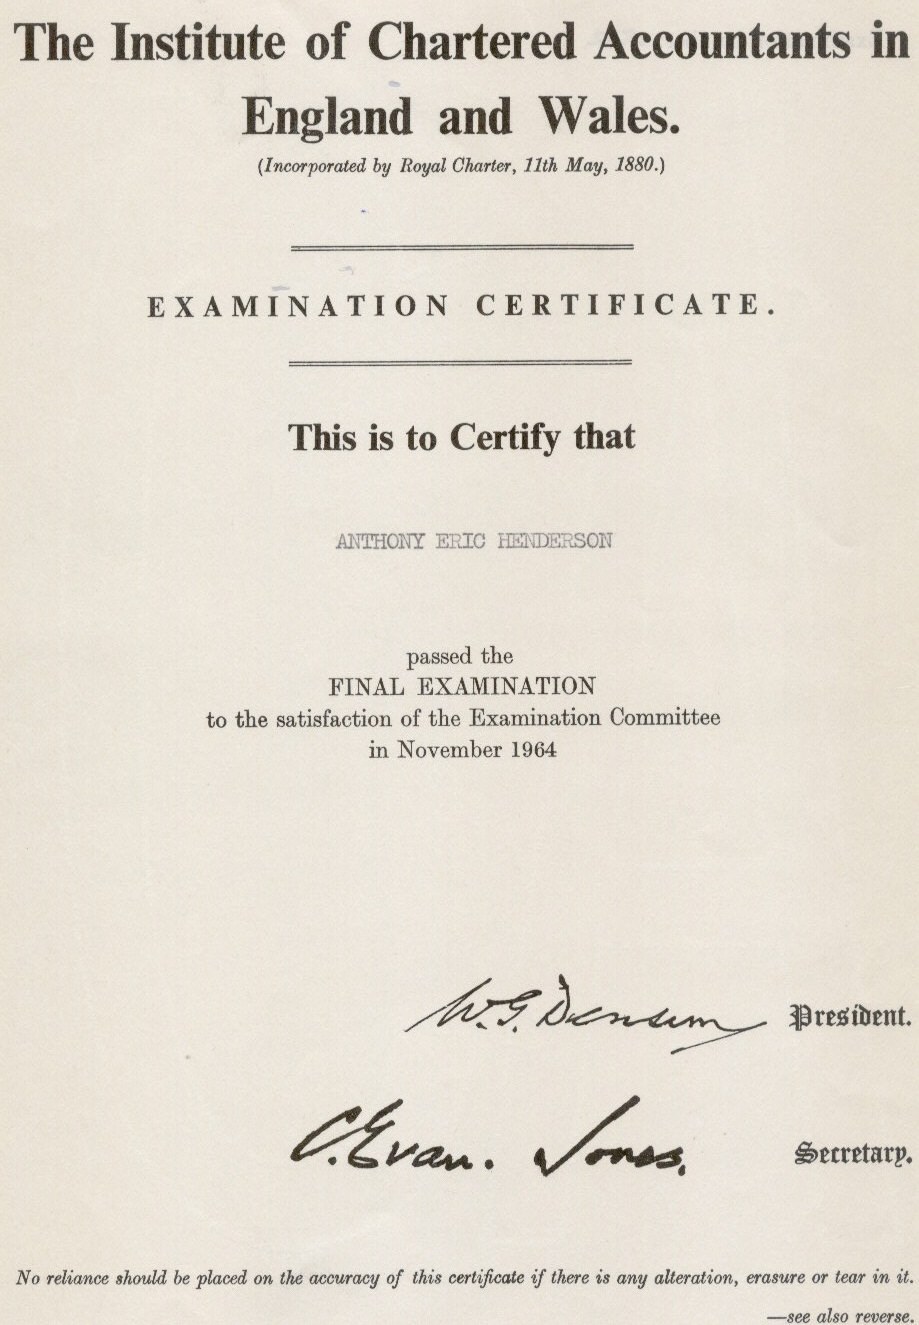 The Institute of Chartered Accountants in
England and Wales.
(Incorporated by Royal Charter, 11th May, 1880.)
EXAMINATION CERTIFICATE.
This is to Certify that
ANTHONY ERIC HENDERSON
passed the
FINAL EXAMINATION
to the satisfaction of the Examination Committee
in November 1964
W. G. Densem President.
C. Evan. Jones. Secretary.
No reliance should be placed on the accuracy of this certificate if there is any alteration, erasure or tear in it.
—see also reverse.